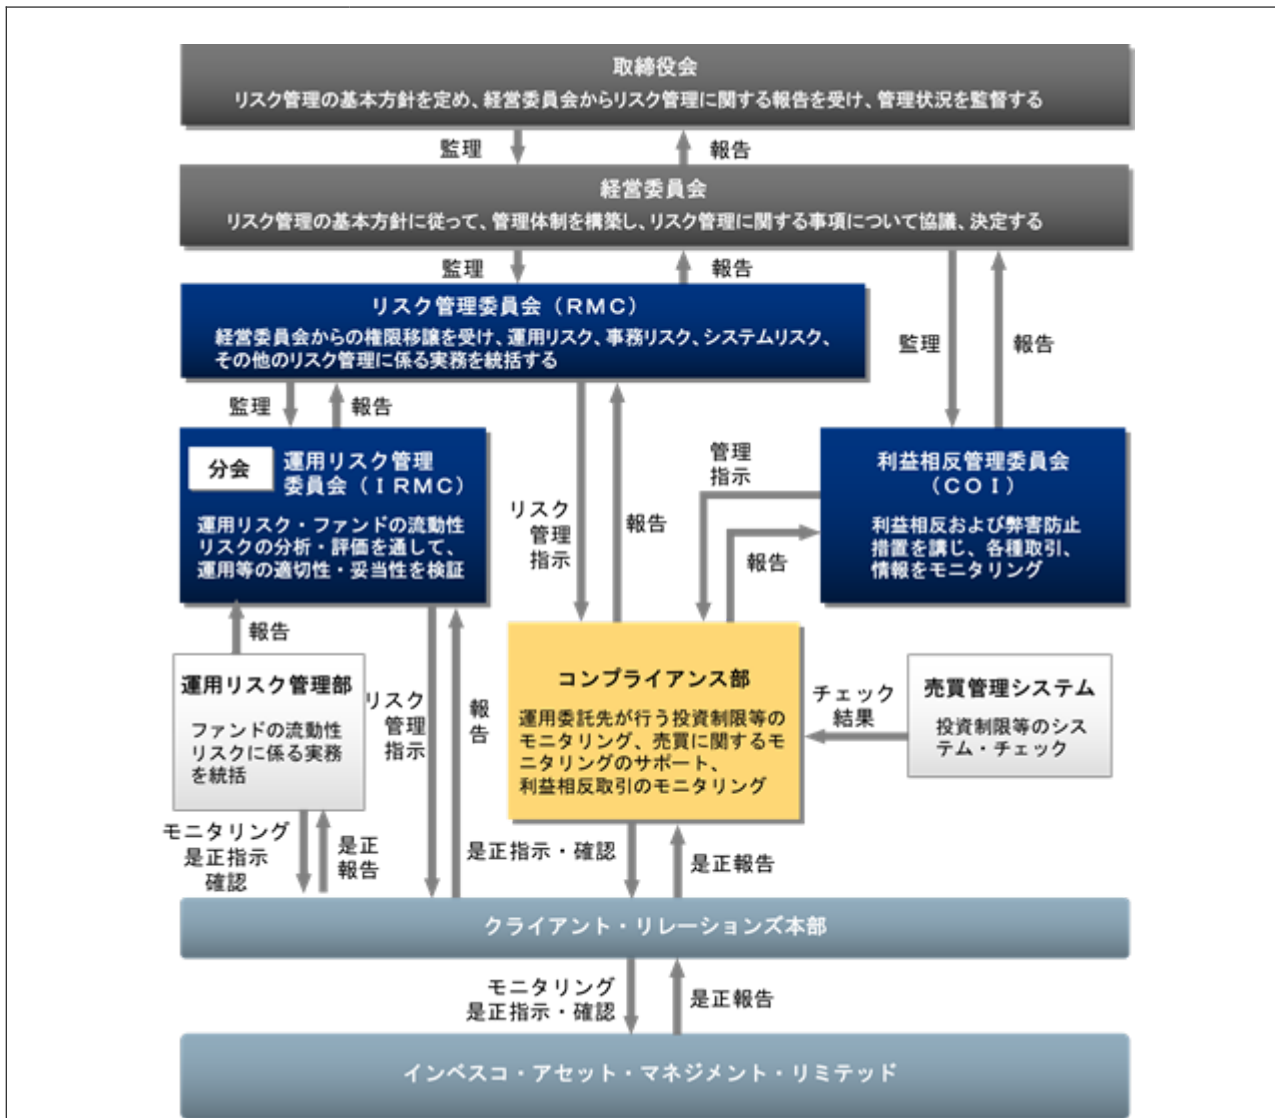 取締役会
リスク管理の基本方針を定め、経営委員会からリスク管理に関する報告を受け、管理状況を監督する
監理
報告
経営委員会
リスク管理の基本方針に従って、管理体制を構築し、リスク管理に関する事項について協議、決定する
監理
報告
リスク管理委員会（ＲＭＣ）
経営委員会からの権限移譲を受け、運用リスク、事務リスク、システムリスク、
その他のリスク管理に係る実務を統括する
監理
報告
監理
報告
分会
運用リスク管理
委員会（ＩＲＭＣ）
運用リスク・ファンドの流動性
リスクの分析・評価を通して、
運用等の適切性・妥当性を検証
リスク
管理
指示
報告
管理
指示
報告
利益相反管理委員会
（ＣＯＩ）
利益相反および弊害防止
措置を講じ、各種取引、
情報をモニタリング
報告
運用リスク管理部
ファンドの流動性
リスクに係る実務
を統括
リスク
管理
指示
報
告
コンプライアンス部
運用委託先が行う投資制限等の
モニタリング、売買に関するモ
ニタリングのサポート、
利益相反取引のモニタリング
チェック
結果
売買管理システム
投資制限等のシス
テム・チェック
モニタリング
是正指示
確認
是正
報告
是正指示・確認
是正報告
クライアント・リレーションズ本部
モニタリング
是正指示・確認
是正報告
インベスコ・アセット・マネジメント・リミテッド